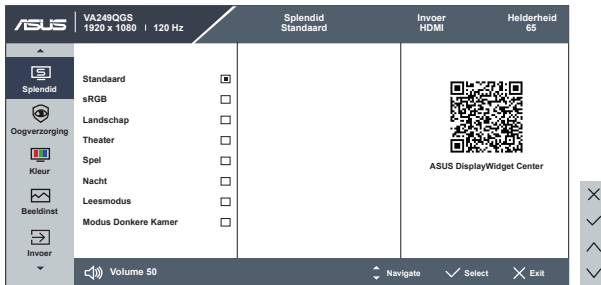 ASUS
VA249QGS
1920 x 1080 | 120 Hz
Splendid
Standaard
Invoer
HDMI
Helderheid
65
Splendid
Oogverzorging
Kleur
Beeldinst
Invoer
Standaard
sRGB
Landschap
Theater
Spel
Nacht
Leesmodus
Modus Donkere Kamer
ASUS DisplayWidget Center
Volume 50
Navigate
Select
Exit